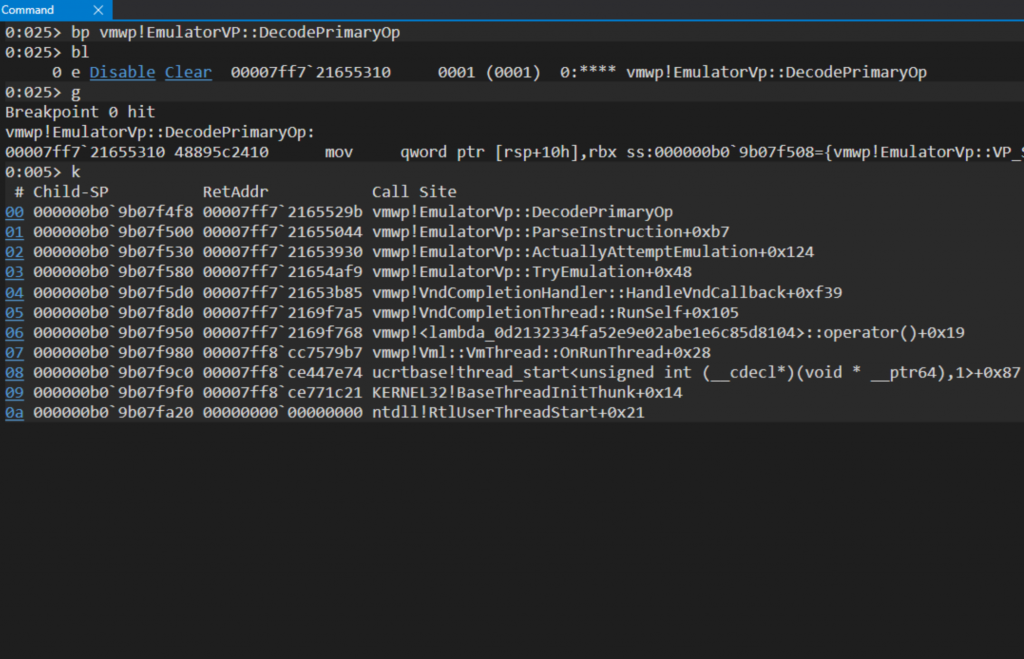 Command ×
0:025> bp vmwp!EmulatorVP::DecodePrimaryOp
0:025> bl
0 e Disable Clear 00007ff7`21655310 0001 (0001) 0:**** vmwp!EmulatorVp::DecodePrimaryOp
0:025> g
Breakpoint 0 hit
vmwp!EmulatorVp::DecodePrimaryOp:
00007ff7`21655310 48895c2410 mov qword ptr [rsp+10h],rbx ss:000000b0`9b07f508={vmwp!EmulatorVp::VP_S
0:005> k
# Child-SP RetAddr Call Site
00 000000b0`9b07f4f8 00007ff7`2165529b vmwp!EmulatorVp::DecodePrimaryOp
01 000000b0`9b07f500 00007ff7`21655044 vmwp!EmulatorVp::ParseInstruction+0xb7
02 000000b0`9b07f530 00007ff7`21653930 vmwp!EmulatorVp::ActuallyAttemptEmulation+0x124
03 000000b0`9b07f580 00007ff7`21654af9 vmwp!EmulatorVp::TryEmulation+0x48
04 000000b0`9b07f5d0 00007ff7`21653b85 vmwp!VndCompletionHandler::HandleVndCallback+0xf39
05 000000b0`9b07f8d0 00007ff7`2169f7a5 vmwp!VndCompletionThread::RunSelf+0x105
06 000000b0`9b07f950 00007ff7`2169f768 vmwp!<lambda_0d2132334fa52e9e02abe1e6c85d8104>::operator()+0x19
07 000000b0`9b07f980 00007ff8`cc7579b7 vmwp!Vml::VmThread::OnRunThread+0x28
08 000000b0`9b07f9c0 00007ff8`ce447e74 ucrtbase!thread_start<unsigned int (__cdecl*)(void * __ptr64),1>+0x87
09 000000b0`9b07f9f0 00007ff8`ce771c21 KERNEL32!BaseThreadInitThunk+0x14
0a 000000b0`9b07fa20 00000000`00000000 ntdll!RtlUserThreadStart+0x21